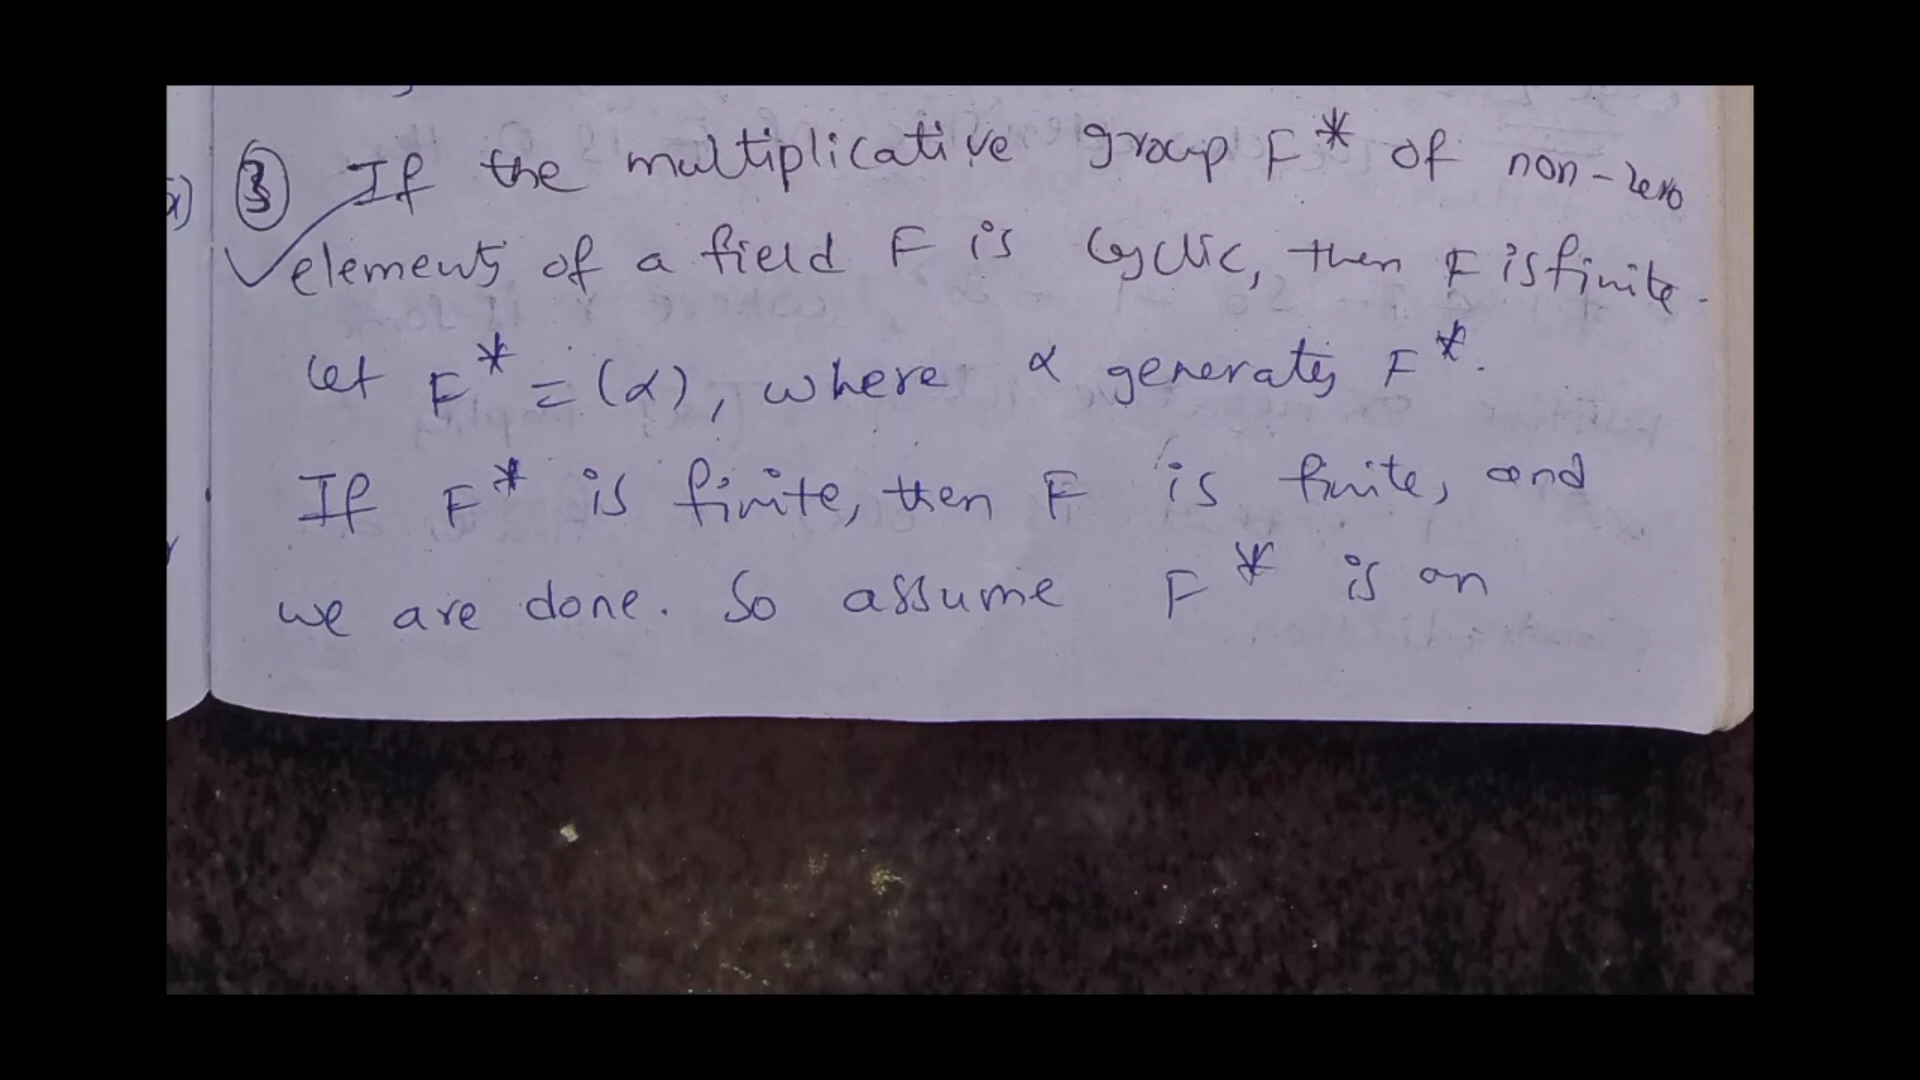 ③ If the multiplicative group F* of non-zero
elements of a field F is cyclic, then F is finite.
Let F* = (α), where α generates F*.
If F* is finite, then F is finite, and
we are done. So assume F* is an